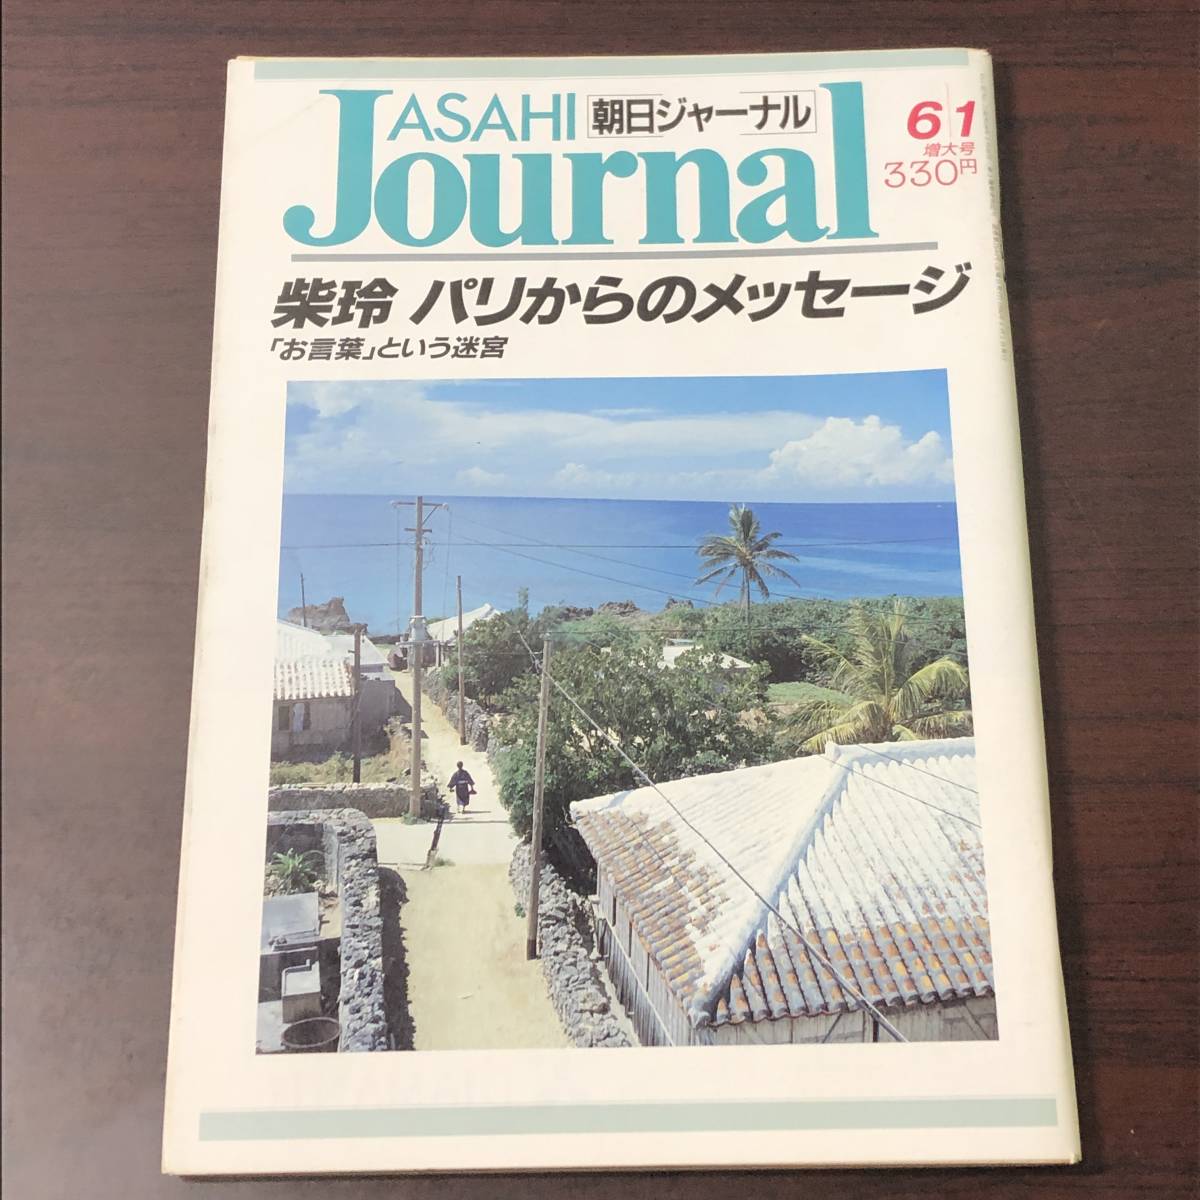 ASAHI 朝日ジャーナル
Journal
6/1
増大号
330円
柴玲 パリからのメッセージ
「お言葉」という迷宮